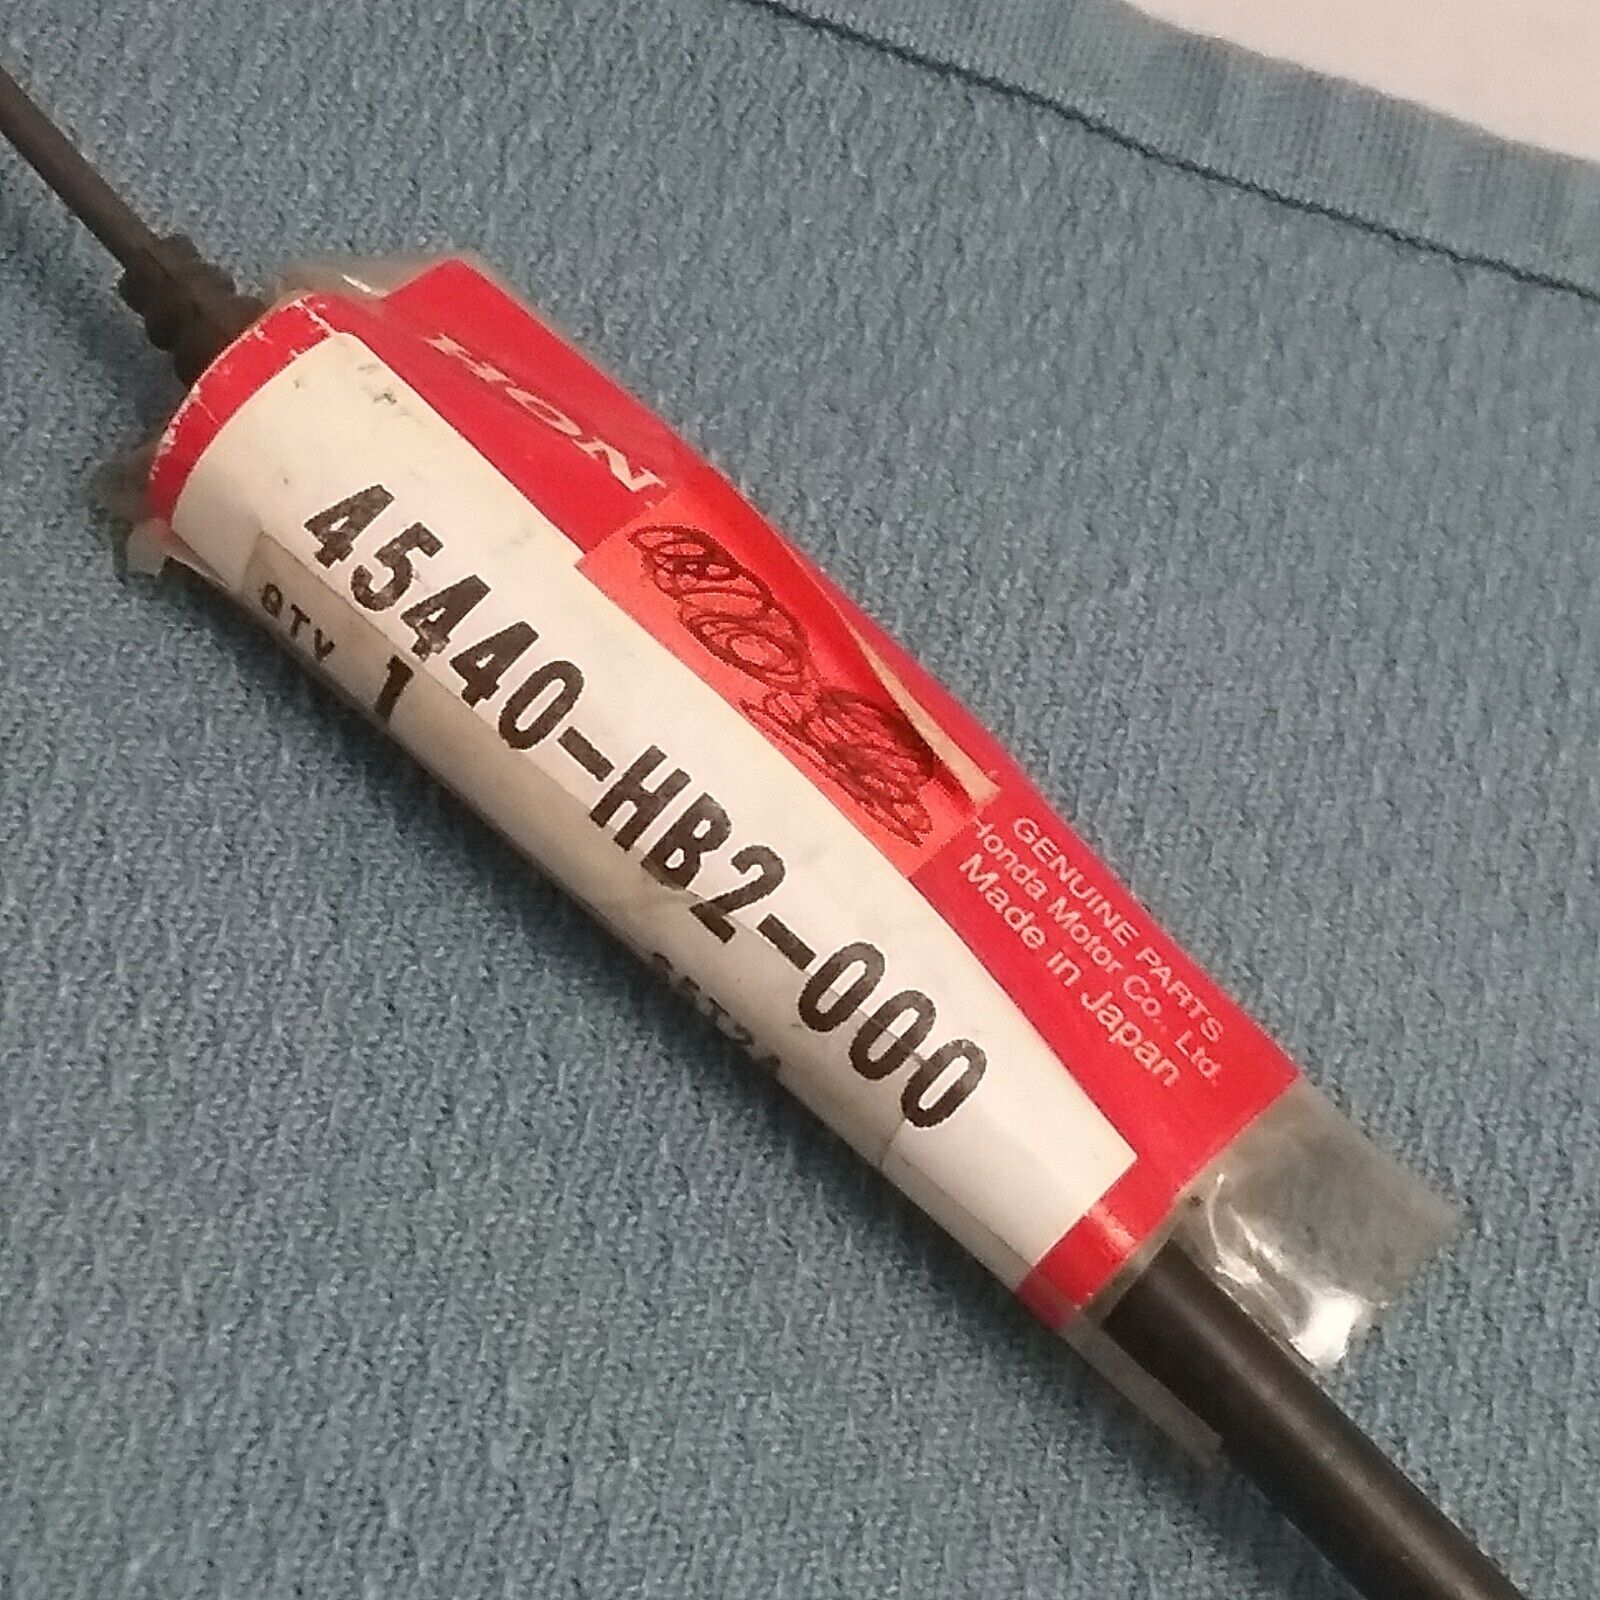 HON
45440-HB2-000
QTY 1
GENUINE PARTS
Honda Motor Co., Ltd.
Made in Japan